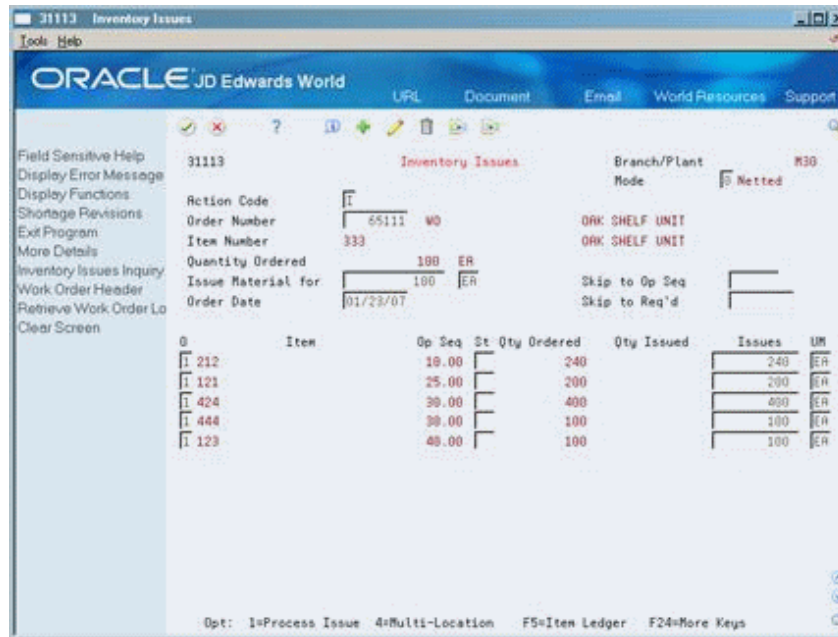 31113 Inventory Issues
Tools Help
ORACLE JD Edwards World
URL Document Email World Resources Support
Field Sensitive Help
Display Error Message
Display Functions
Shortage Revisions
Exit Program
More Details
Inventory Issues Inquiry
Work Order Header
Retrieve Work Order Lo
Clear Screen
31113 Inventory Issues Branch/Plant M30
Mode 0 Netted
Action Code I
Order Number 65111 WO OAK SHELF UNIT
Item Number 333 OAK SHELF UNIT
Quantity Ordered 100 EA
Issue Material for 100 EA Skip to Op Seq
Order Date 01/23/07 Skip to Req'd
O Item Op Seq St Qty Ordered Qty Issued Issues UM
1 212 10.00 240 240 EA
1 121 25.00 200 200 EA
1 424 30.00 400 400 EA
1 444 30.00 100 100 EA
1 123 40.00 100 100 EA
Opt: 1=Process Issue 4=Multi-Location F5=Item Ledger F24=More Keys